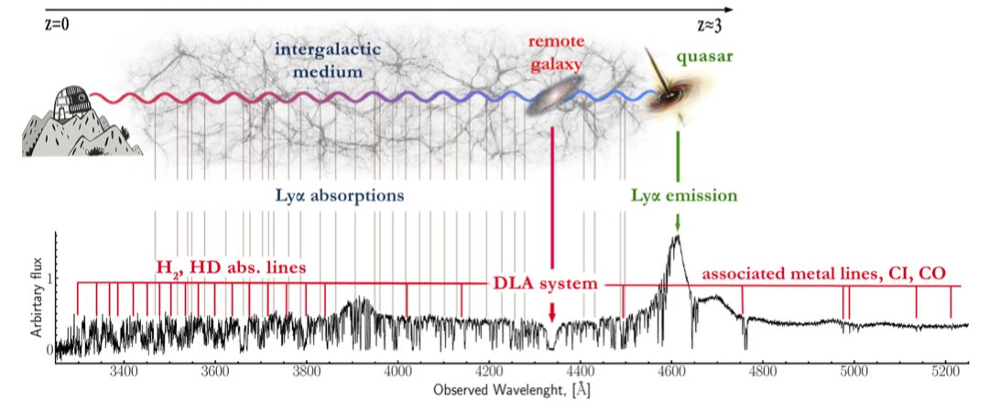 z=0
z≈3
intergalactic
medium
remote
galaxy
quasar
Lyα absorptions
Lyα emission
H2, HD abs. lines
DLA system
associated metal lines, CI, CO
Arbirtary flux
1
0
3400 3600 3800 4000 4200 4400 4600 4800 5000 5200
Observed Wavelenght, [Å]